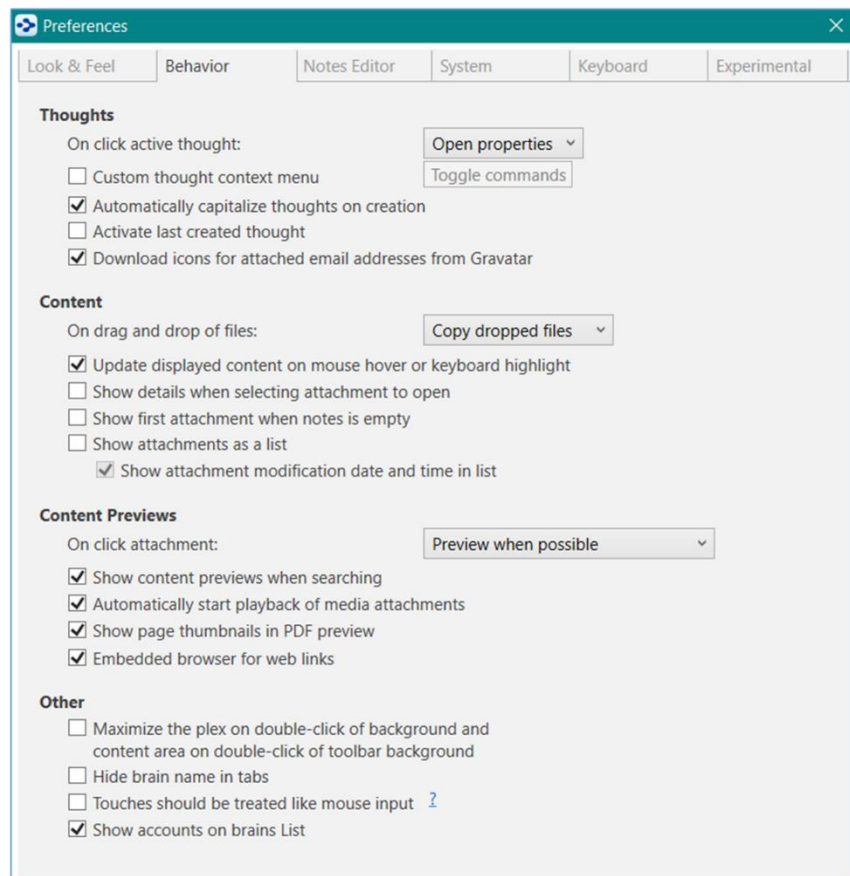 Preferences
Look & Feel
Behavior
Notes Editor
System
Keyboard
Experimental
Thoughts
On click active thought:
Open properties
Custom thought context menu
Toggle commands
Automatically capitalize thoughts on creation
Activate last created thought
Download icons for attached email addresses from Gravatar
Content
On drag and drop of files:
Copy dropped files
Update displayed content on mouse hover or keyboard highlight
Show details when selecting attachment to open
Show first attachment when notes is empty
Show attachments as a list
Show attachment modification date and time in list
Content Previews
On click attachment:
Preview when possible
Show content previews when searching
Automatically start playback of media attachments
Show page thumbnails in PDF preview
Embedded browser for web links
Other
Maximize the plex on double-click of background and
content area on double-click of toolbar background
Hide brain name in tabs
Touches should be treated like mouse input ?
Show accounts on brains List